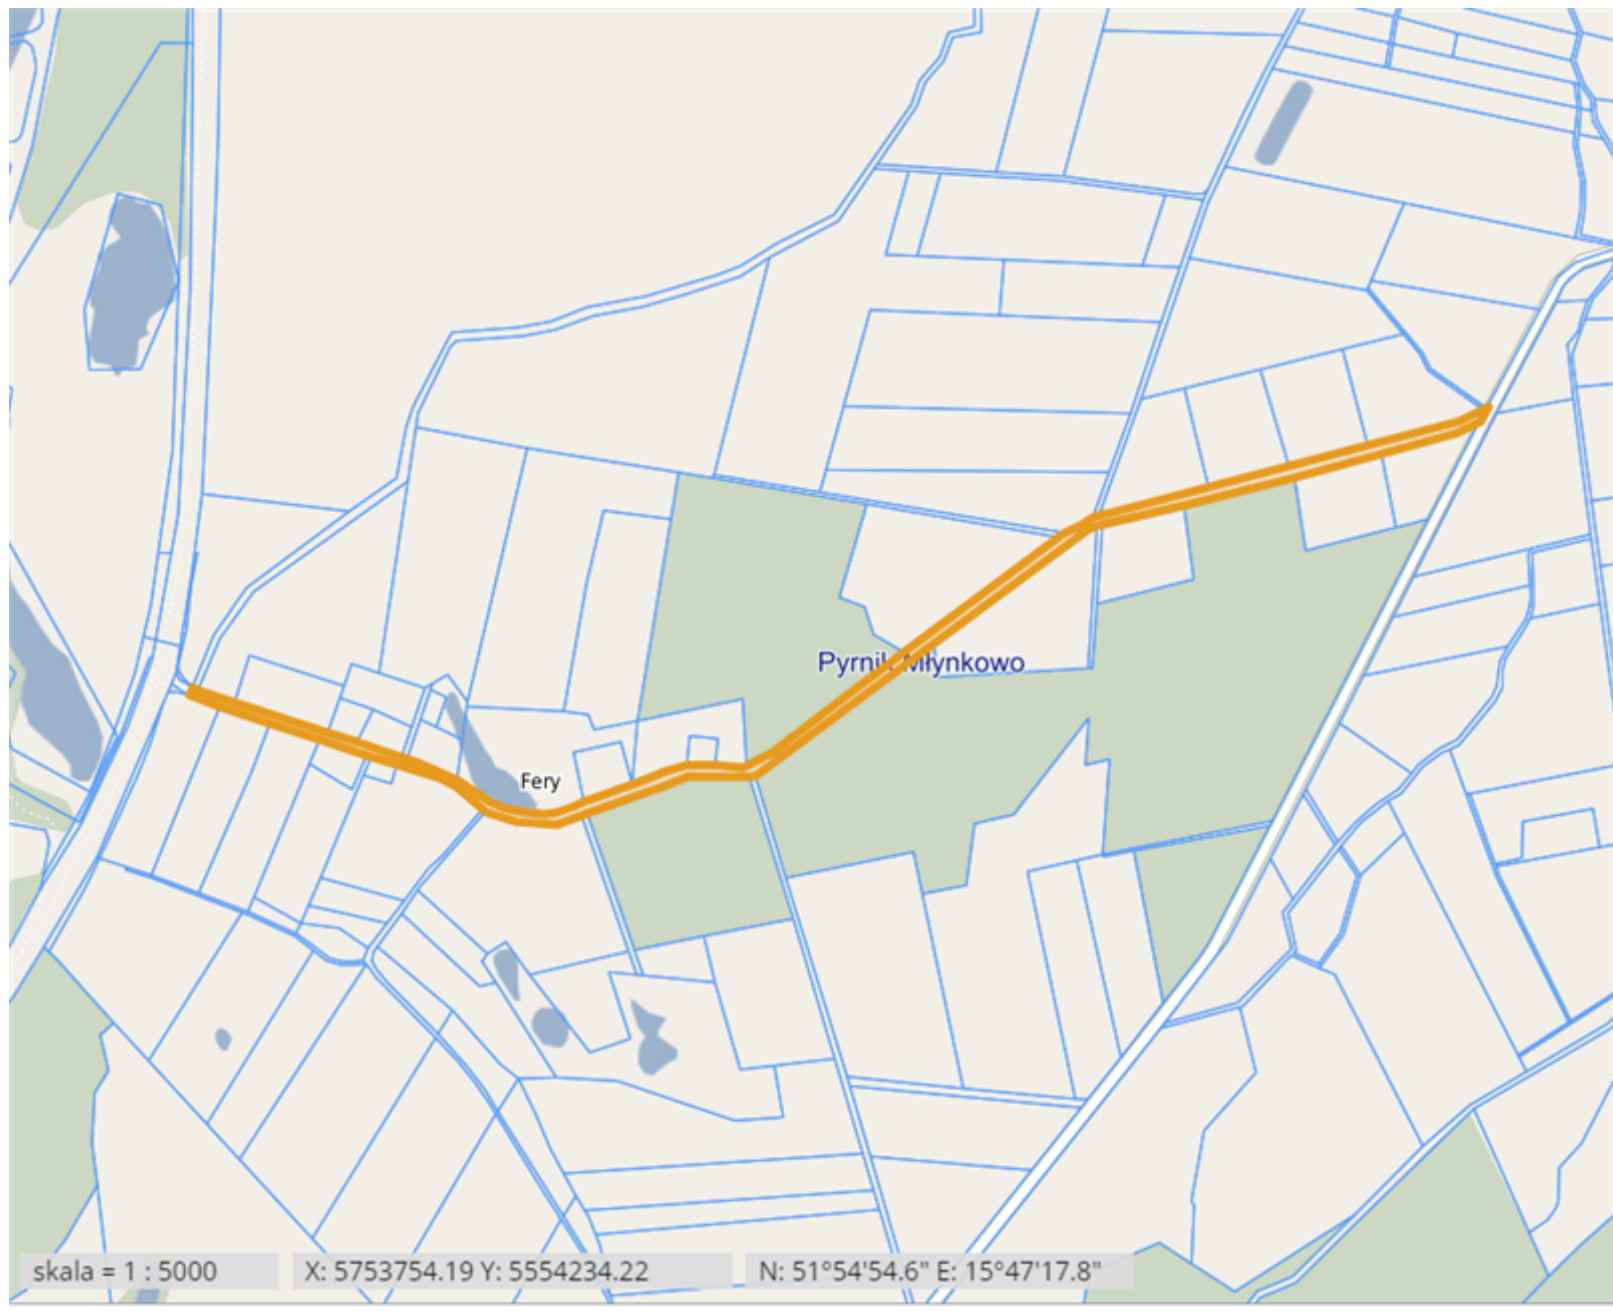 Pyrnik-Młynkowo
Fery
skala = 1 : 5000
X: 5753754.19 Y: 5554234.22
N: 51°54'54.6" E: 15°47'17.8"